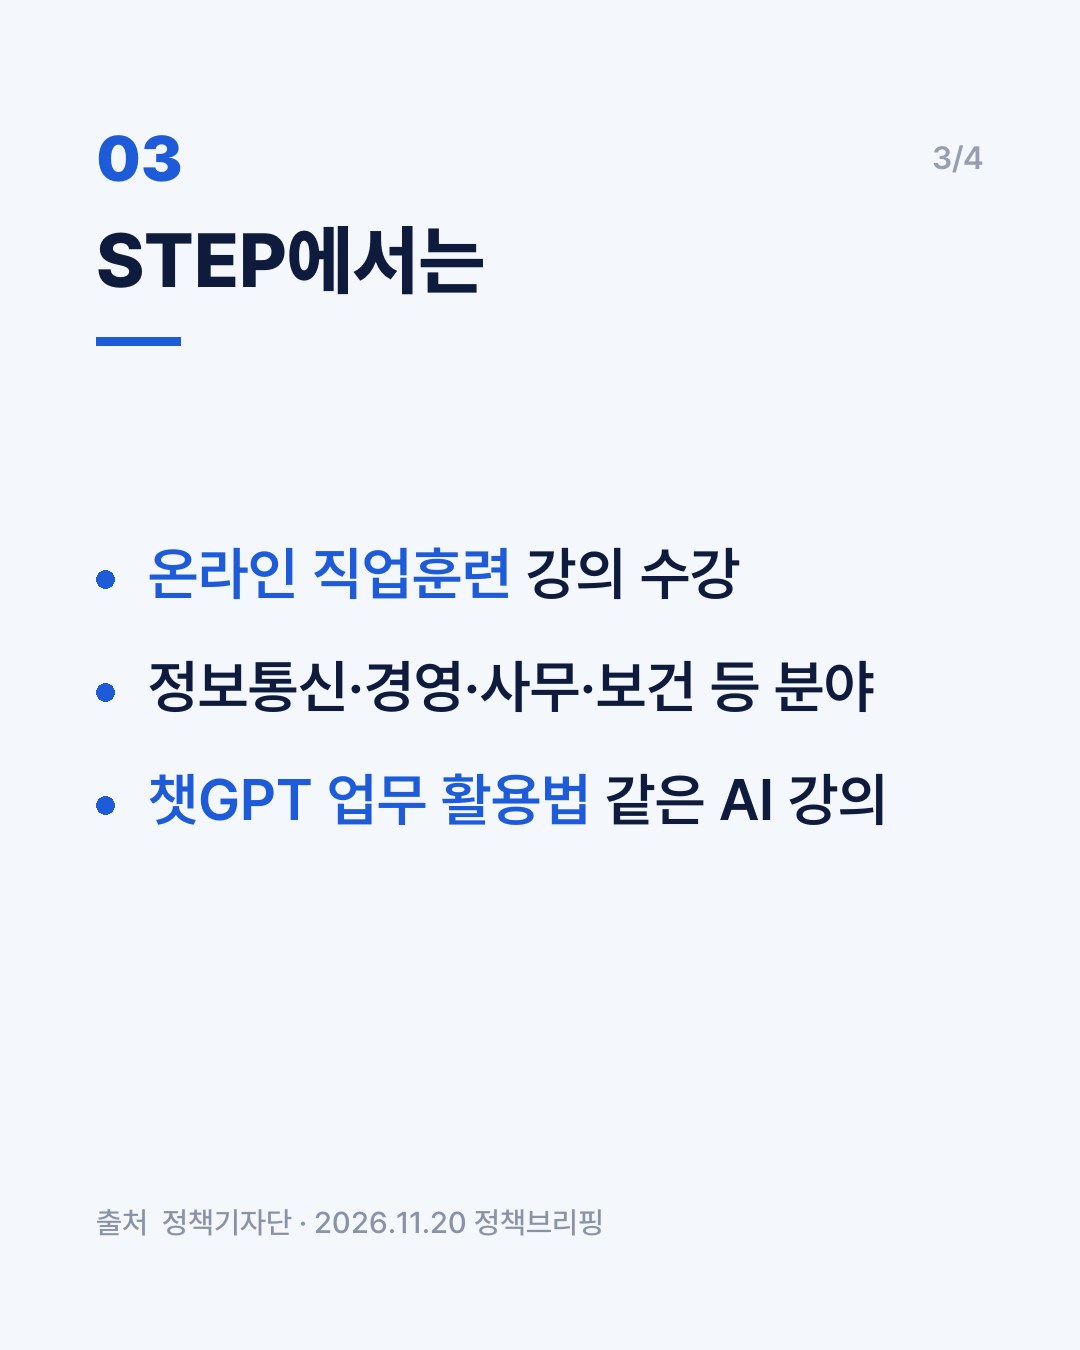 03
3/4
STEP에서는
• 온라인 직업훈련 강의 수강
• 정보통신·경영·사무·보건 등 분야
• 챗GPT 업무 활용법 같은 AI 강의
출처 정책기자단 · 2026.11.20 정책브리핑